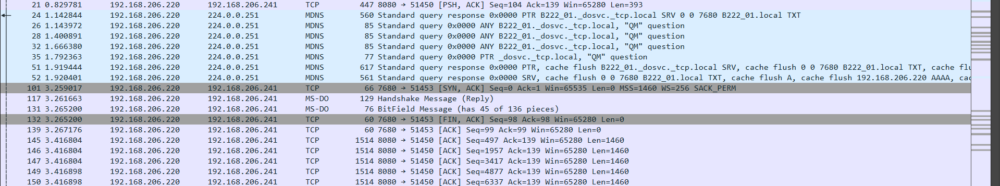 21 0.829781 192.168.206.220 192.168.206.241 TCP 447 8080 → 51450 [PSH, ACK] Seq=104 Ack=139 Win=65280 Len=393
24 1.142844 192.168.206.220 224.0.0.251 MDNS 560 Standard query response 0x0000 PTR B222_01._dosvc._tcp.local SRV 0 0 7680 B222_01.local TXT
26 1.143972 192.168.206.220 224.0.0.251 MDNS 85 Standard query 0x0000 ANY B222_01._dosvc._tcp.local, "QM" question
28 1.400891 192.168.206.220 224.0.0.251 MDNS 85 Standard query 0x0000 ANY B222_01._dosvc._tcp.local, "QM" question
32 1.666380 192.168.206.220 224.0.0.251 MDNS 85 Standard query 0x0000 ANY B222_01._dosvc._tcp.local, "QM" question
35 1.792363 192.168.206.220 224.0.0.251 MDNS 77 Standard query 0x0000 PTR _dosvc._tcp.local, "QM" question
51 1.919444 192.168.206.220 224.0.0.251 MDNS 617 Standard query response 0x0000 PTR, cache flush B222_01._dosvc._tcp.local SRV, cache flush 0 0 7680 B222_01.local TXT, cache flu
52 1.920401 192.168.206.220 224.0.0.251 MDNS 561 Standard query response 0x0000 SRV, cache flush 0 0 7680 B222_01.local TXT, cache flush A, cache flush 192.168.206.220 AAAA, cac
101 3.259017 192.168.206.220 192.168.206.241 TCP 66 7680 → 51453 [SYN, ACK] Seq=0 Ack=1 Win=65535 Len=0 MSS=1460 WS=256 SACK_PERM
117 3.261663 192.168.206.220 192.168.206.241 MS-DO 129 Handshake Message (Reply)
131 3.265200 192.168.206.220 192.168.206.241 MS-DO 76 BitField Message (has 45 of 136 pieces)
132 3.265200 192.168.206.220 192.168.206.241 TCP 60 7680 → 51453 [FIN, ACK] Seq=98 Ack=98 Win=65280 Len=0
139 3.267176 192.168.206.220 192.168.206.241 TCP 60 7680 → 51453 [ACK] Seq=99 Ack=99 Win=65280 Len=0
145 3.416804 192.168.206.220 192.168.206.241 TCP 1514 8080 → 51450 [ACK] Seq=497 Ack=139 Win=65280 Len=1460
146 3.416804 192.168.206.220 192.168.206.241 TCP 1514 8080 → 51450 [ACK] Seq=1957 Ack=139 Win=65280 Len=1460
147 3.416804 192.168.206.220 192.168.206.241 TCP 1514 8080 → 51450 [ACK] Seq=3417 Ack=139 Win=65280 Len=1460
149 3.416898 192.168.206.220 192.168.206.241 TCP 1514 8080 → 51450 [ACK] Seq=4877 Ack=139 Win=65280 Len=1460
150 3.416898 192.168.206.220 192.168.206.241 TCP 1514 8080 → 51450 [ACK] Seq=6337 Ack=139 Win=65280 Len=1460